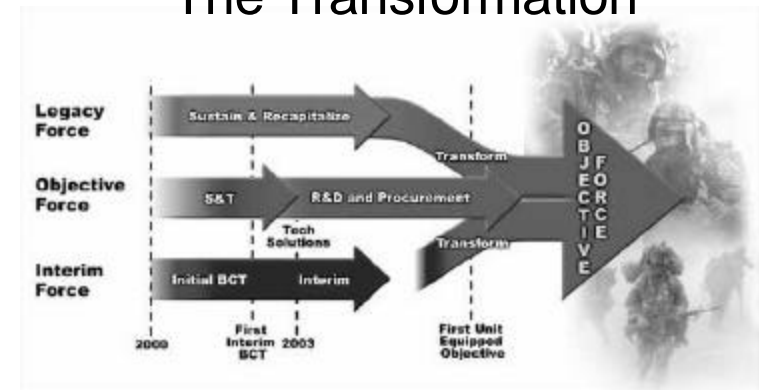 The Transformation
Legacy
Force
Sustain & Recapitalize
Transform
Objective
Force
S&T
R&D and Procurement
OBJECTIVE
FORCE
Tech
Solutions
Transform
Interim
Force
Initial BCT
Interim
2000
First
Interim
BCT
2003
First Unit
Equipped
Objective